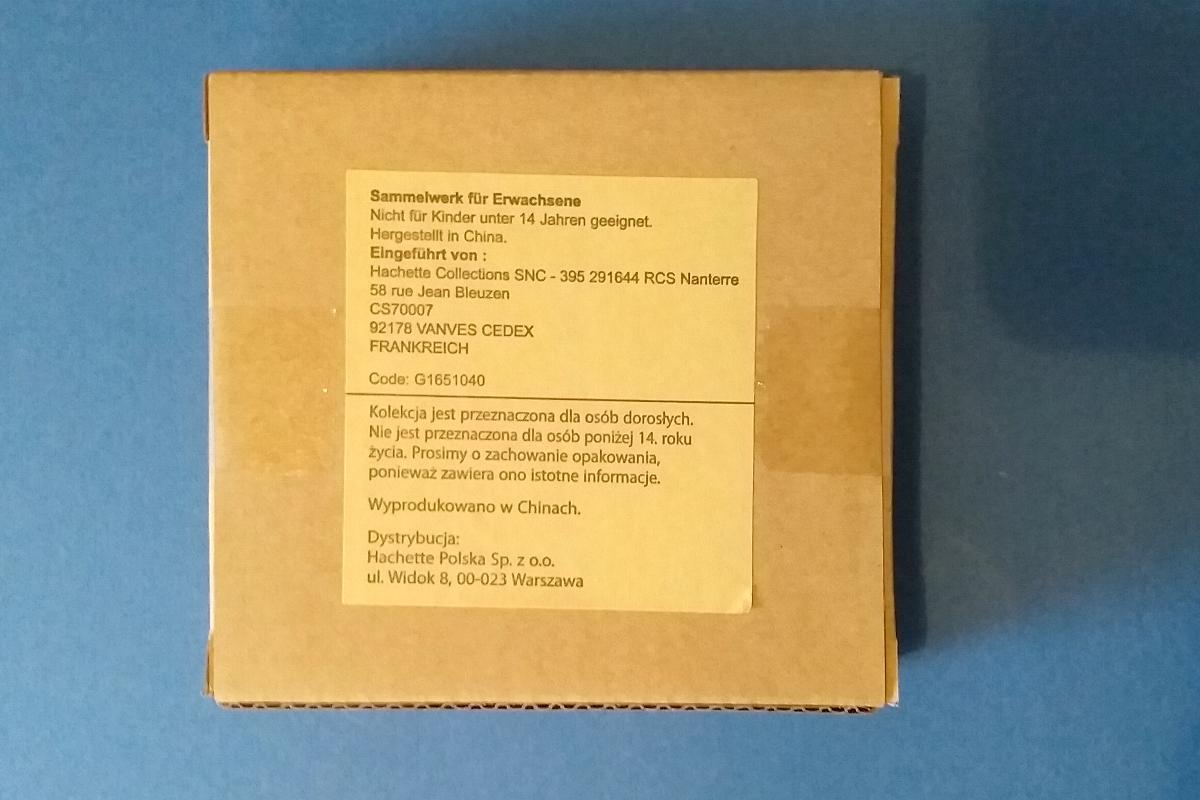 Sammelwerk für Erwachsene
Nicht für Kinder unter 14 Jahren geeignet.
Hergestellt in China.
Eingeführt von :
Hachette Collections SNC - 395 291644 RCS Nanterre
58 rue Jean Bleuzen
CS70007
92178 VANVES CEDEX
FRANKREICH
Code: G1651040
Kolekcja jest przeznaczona dla osób dorosłych.
Nie jest przeznaczona dla osób poniżej 14. roku
życia. Prosimy o zachowanie opakowania,
ponieważ zawiera ono istotne informacje.
Wyprodukowano w Chinach.
Dystrybucja:
Hachette Polska Sp. z o.o.
ul. Widok 8, 00-023 Warszawa